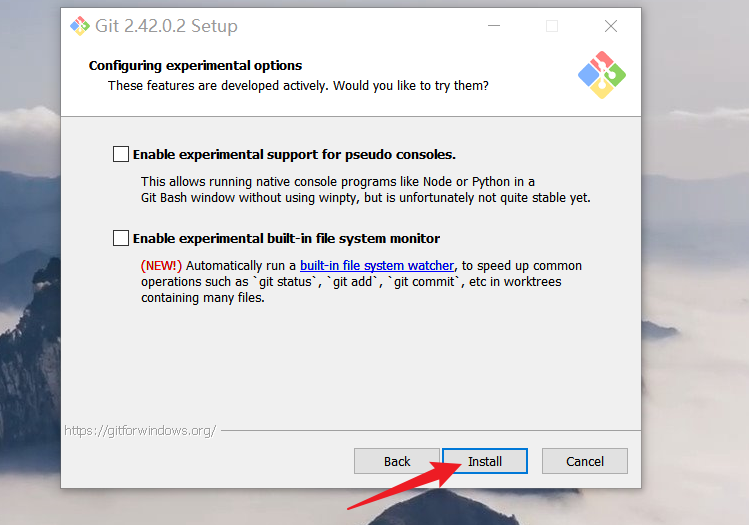 Git 2.42.0.2 Setup
Configuring experimental options
These features are developed actively. Would you like to try them?
Enable experimental support for pseudo consoles.
This allows running native console programs like Node or Python in a
Git Bash window without using winpty, but is unfortunately not quite stable yet.
Enable experimental built-in file system monitor
(NEW!) Automatically run a built-in file system watcher, to speed up common
operations such as `git status`, `git add`, `git commit`, etc in worktrees
containing many files.
https://gitforwindows.org/
Back
Install
Cancel